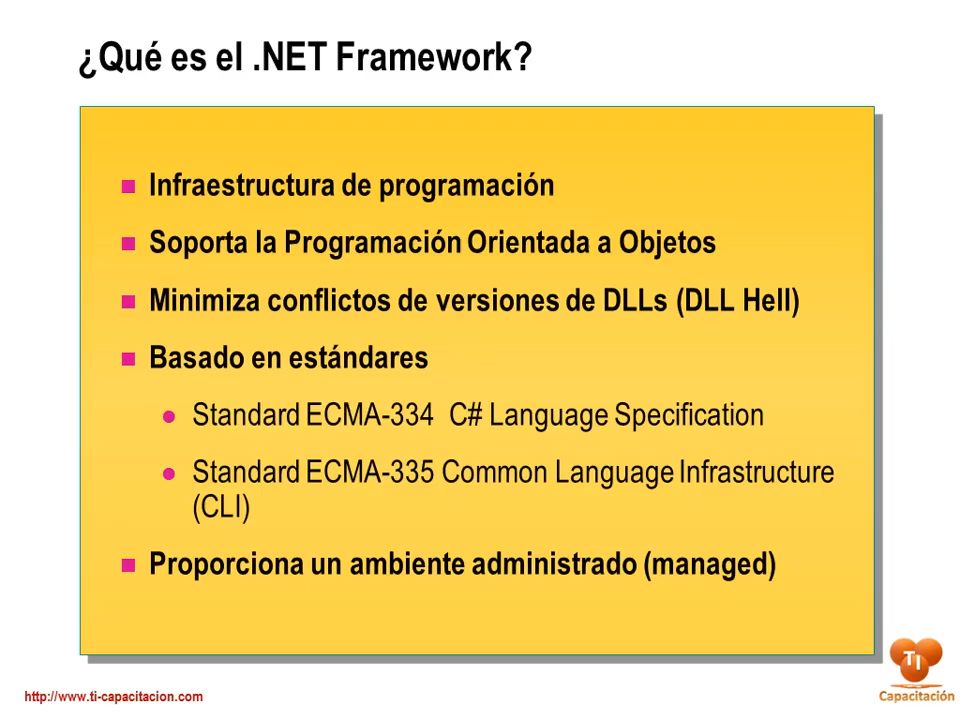 ¿Qué es el .NET Framework?
Infraestructura de programación
Soporta la Programación Orientada a Objetos
Minimiza conflictos de versiones de DLLs (DLL Hell)
Basado en estándares
Standard ECMA-334  C# Language Specification
Standard ECMA-335 Common Language Infrastructure
(CLI)
Proporciona un ambiente administrado (managed)
http://www.ti-capacitacion.com
TI
Capacitación